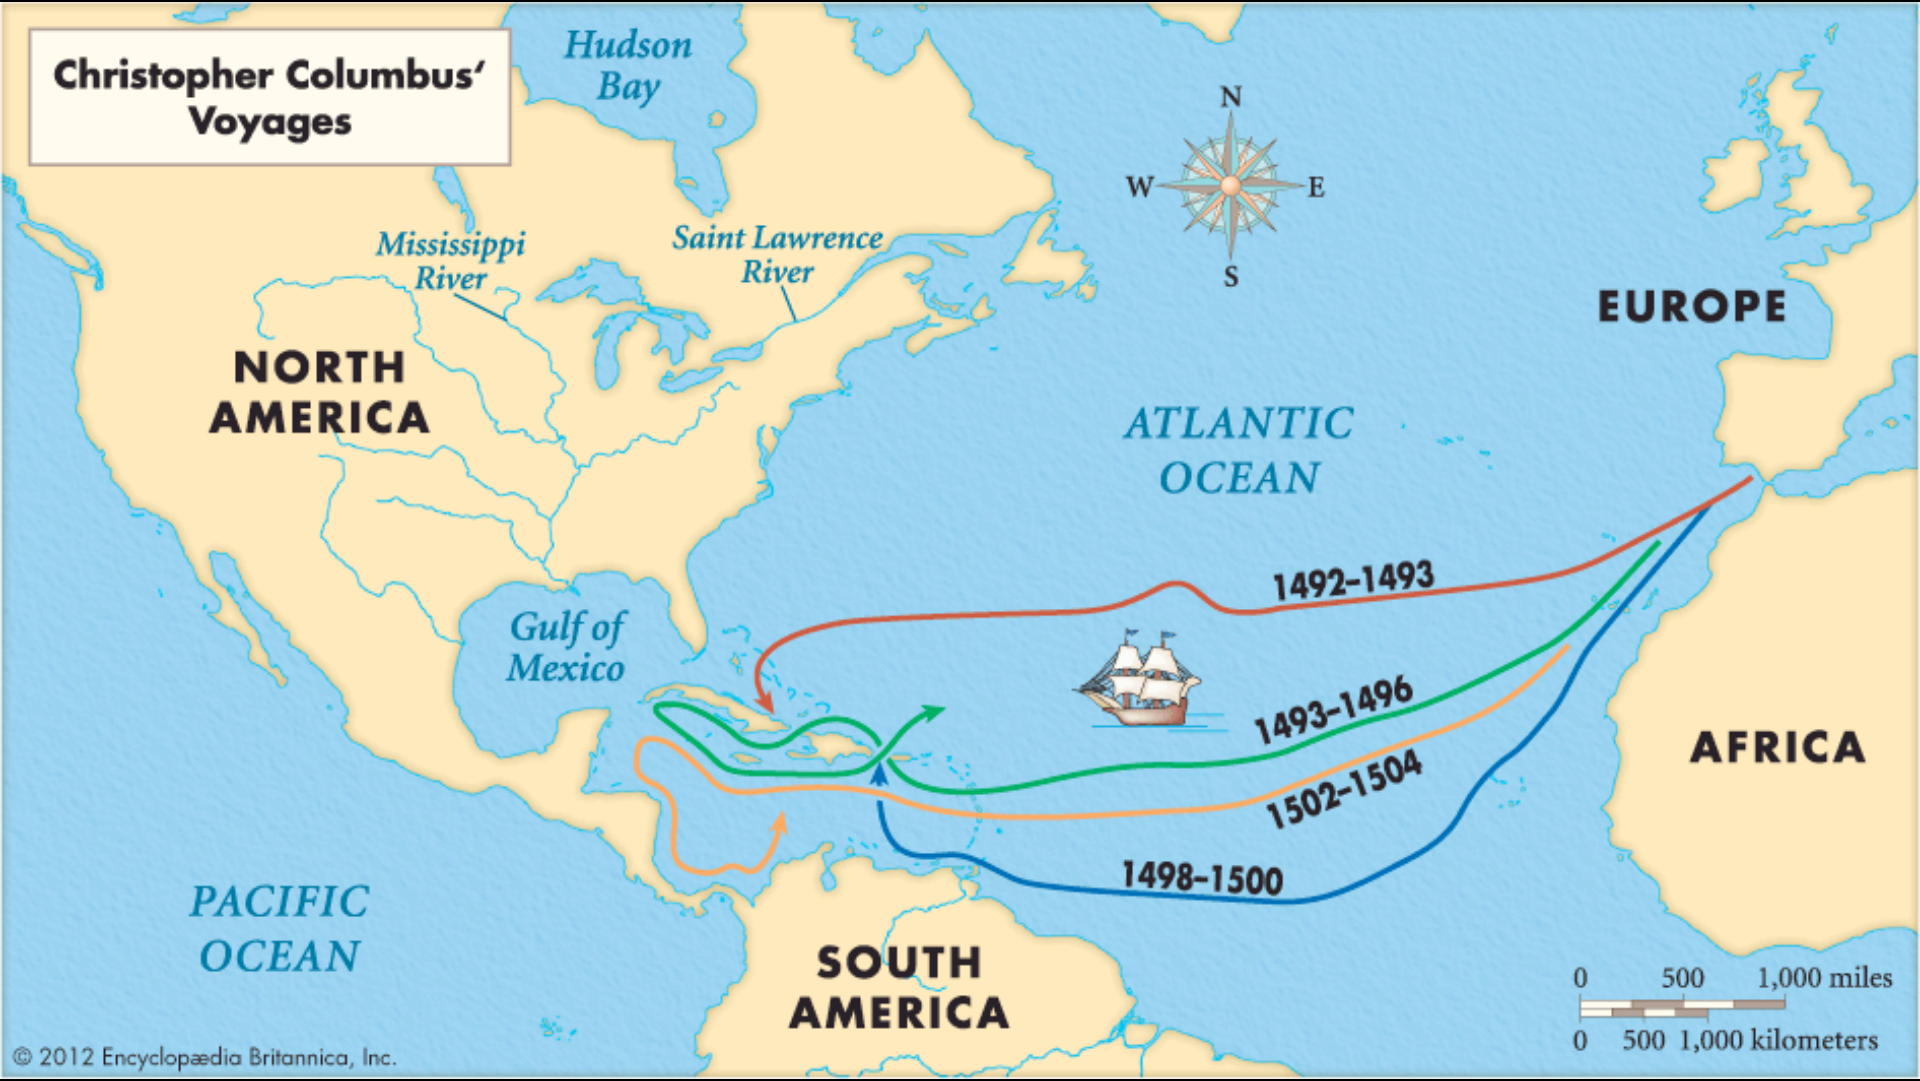 Christopher Columbus‘
Voyages
Hudson
Bay
N
W
E
S
Mississippi
River
Saint Lawrence
River
EUROPE
NORTH
AMERICA
ATLANTIC
OCEAN
1492–1493
Gulf of
Mexico
1493–1496
AFRICA
1502–1504
1498–1500
PACIFIC
OCEAN
SOUTH
AMERICA
0 500 1,000 miles
0 500 1,000 kilometers
© 2012 Encyclopædia Britannica, Inc.